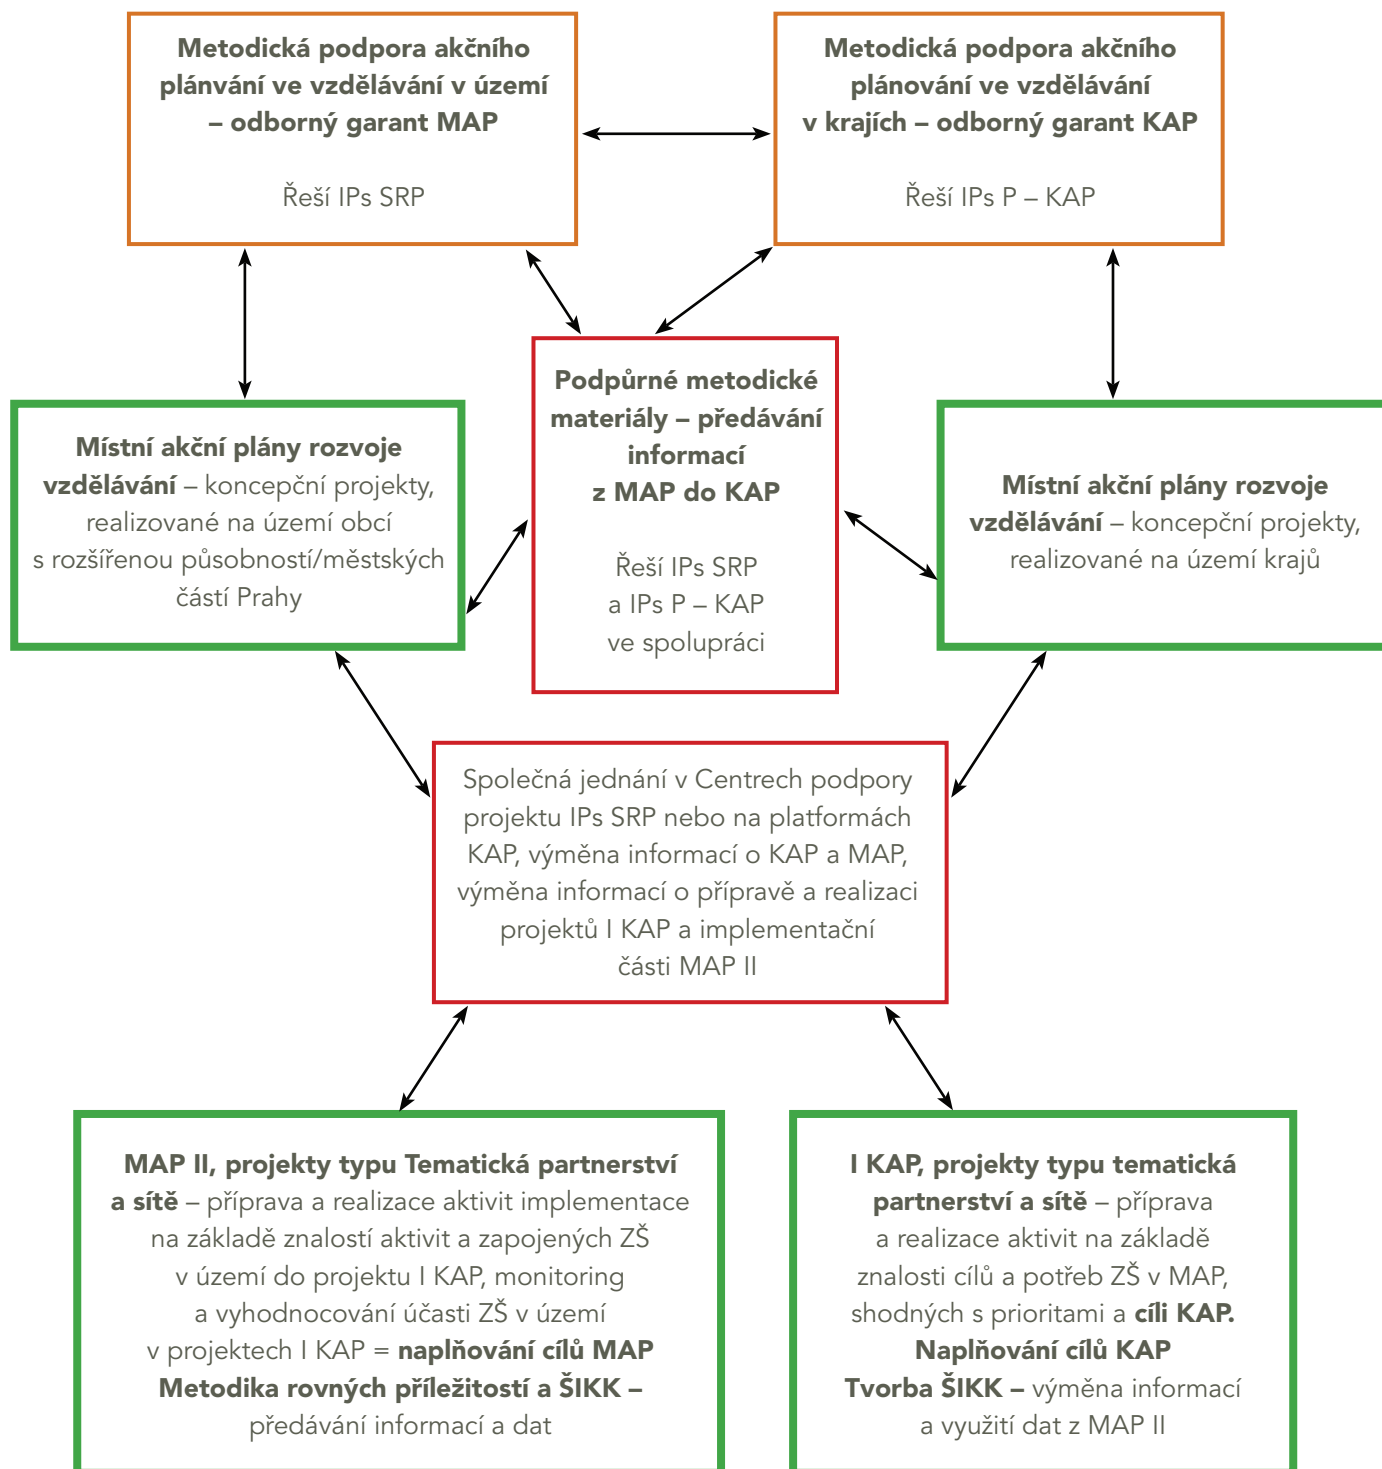 Metodická podpora akčního
plánvání ve vzdělávání v území
– odborný garant MAP
Řeší IPs SRP
Metodická podpora akčního
plánování ve vzdělávání
v krajích – odborný garant KAP
Řeší IPs P – KAP
Podpůrné metodické
materiály – předávání
informací
z MAP do KAP
Řeší IPs SRP
a IPs P – KAP
ve spolupráci
Místní akční plány rozvoje
vzdělávání – koncepční projekty,
realizované na území obcí
s rozšířenou působností/městských
částí Prahy
Místní akční plány rozvoje
vzdělávání – koncepční projekty,
realizované na území krajů
Společná jednání v Centrech podpory
projektu IPs SRP nebo na platformách
KAP, výměna informací o KAP a MAP,
výměna informací o přípravě a realizaci
projektů I KAP a implementační
části MAP II
MAP II, projekty typu Tematická partnerství
a sítě – příprava a realizace aktivit implementace
na základě znalostí aktivit a zapojených ZŠ
v území do projektu I KAP, monitoring
a vyhodnocování účasti ZŠ v území
v projektech I KAP = naplňování cílů MAP
Metodika rovných příležitostí a ŠIKK –
předávání informací a dat
I KAP, projekty typu tematická
partnerství a sítě – příprava
a realizace aktivit na základě
znalosti cílů a potřeb ZŠ v MAP,
shodných s prioritami a cíli KAP.
Naplňování cílů KAP
Tvorba ŠIKK – výměna informací
a využití dat z MAP II